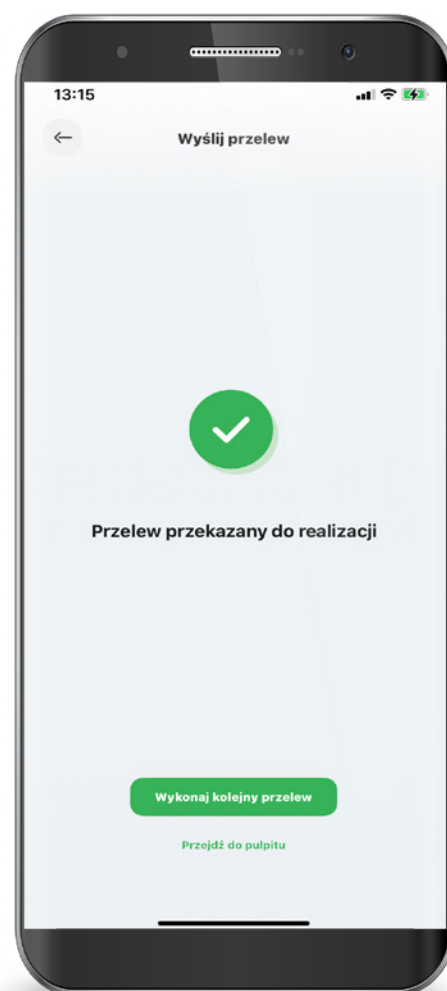 13:15
Wyślij przelew
Przelew przekazany do realizacji
Wykonaj kolejny przelew
Przejdź do pulpitu